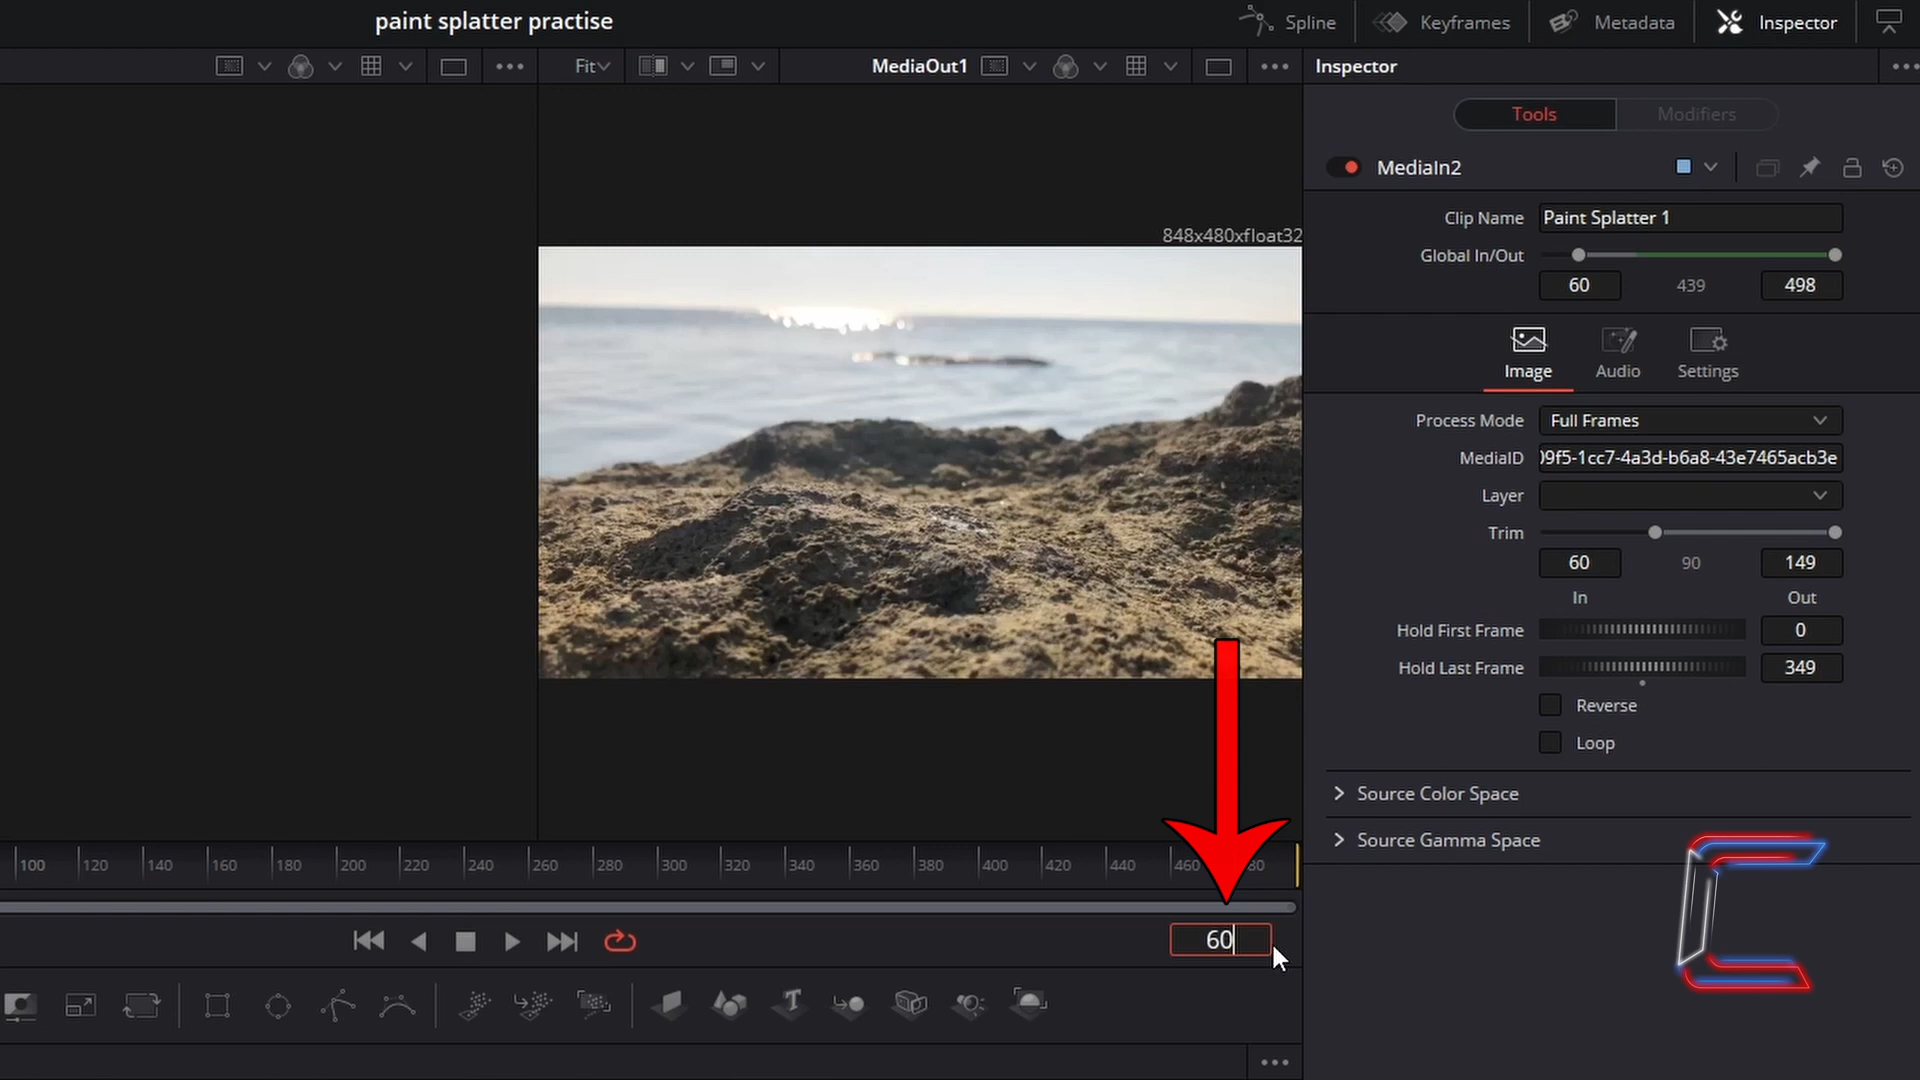 paint splatter practise
Spline
Keyframes
Metadata
Inspector
Fit
MediaOut1
Inspector
Tools
Modifiers
MediaIn2
848x480xfloat32
Clip Name
Paint Splatter 1
Global In/Out
60
439
498
Image
Audio
Settings
Process Mode
Full Frames
MediaID
09f5-1cc7-4a3d-b6a8-43e7465acb3e
Layer
Trim
60
90
149
In
Out
Hold First Frame
0
Hold Last Frame
349
Reverse
Loop
Source Color Space
Source Gamma Space
100 120 140 160 180 200 220 240 260 280 300 320 340 360 380 400 420 440 460
60